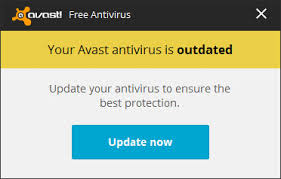 avast! Free Antivirus
Your Avast antivirus is outdated
Update your antivirus to ensure the
best protection.
Update now